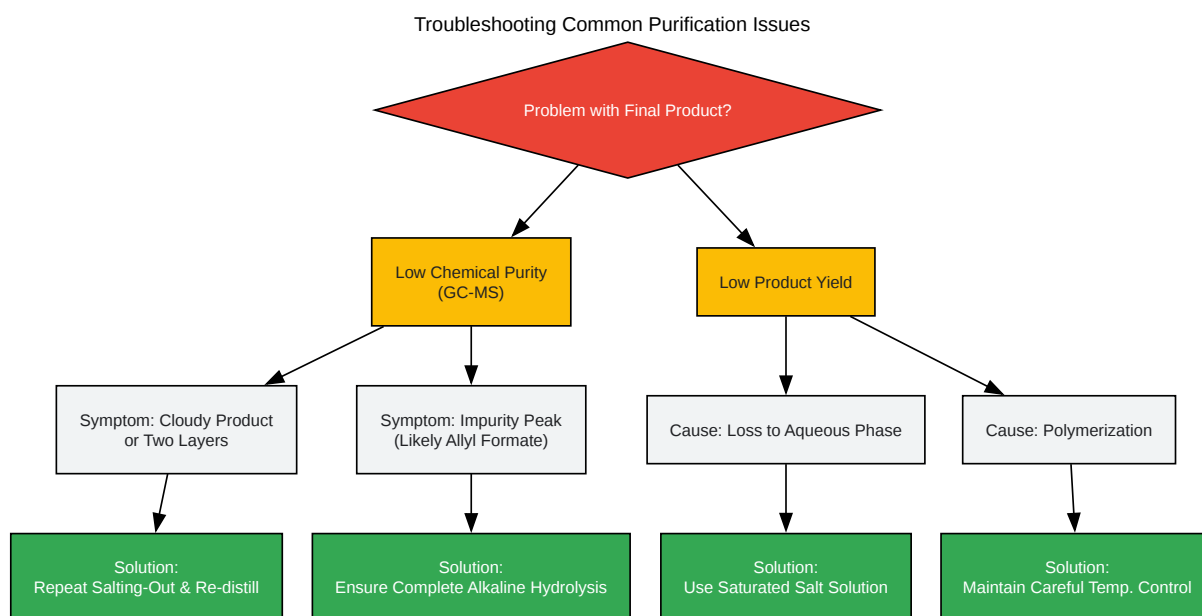 Troubleshooting Common Purification Issues
Problem with Final Product?
Low Chemical Purity
(GC-MS)
Low Product Yield
Symptom: Cloudy Product
or Two Layers
Symptom: Impurity Peak
(Likely Allyl Formate)
Cause: Loss to Aqueous Phase
Cause: Polymerization
Solution:
Repeat Salting-Out & Re-distill
Solution:
Ensure Complete Alkaline Hydrolysis
Solution:
Use Saturated Salt Solution
Solution:
Maintain Careful Temp. Control